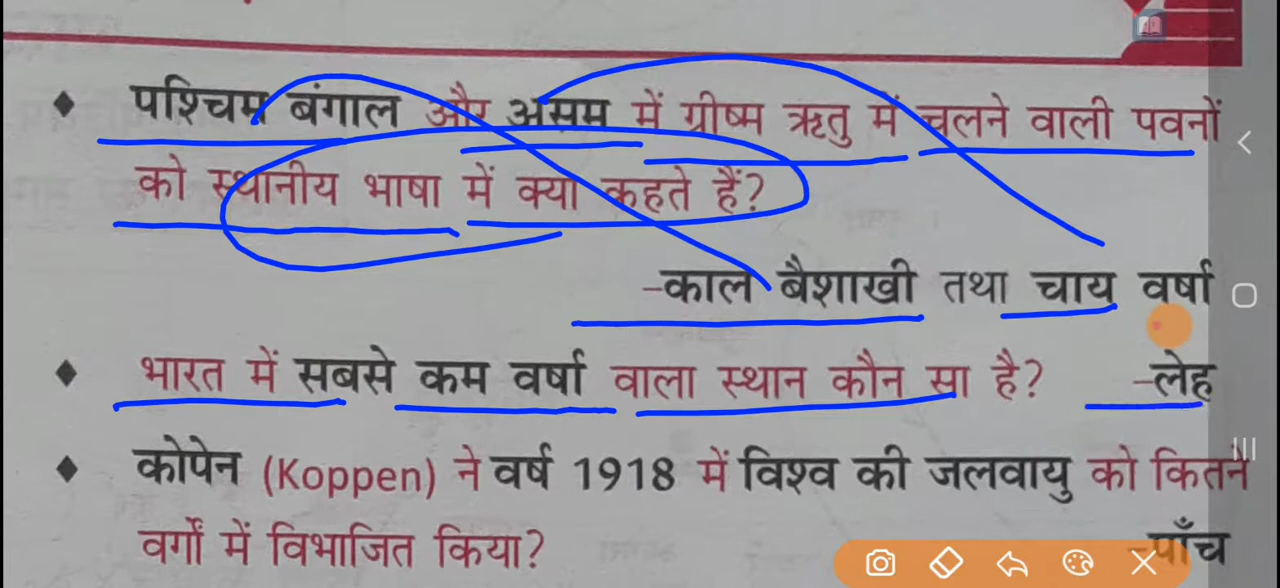 ♦ पश्चिम बंगाल और असम में ग्रीष्म ऋतु में चलने वाली पवनों
को स्थानीय भाषा में क्या कहते हैं?
-काल बैशाखी तथा चाय वर्षा
♦ भारत में सबसे कम वर्षा वाला स्थान कौन सा है? -लेह
♦ कोपेन (Koppen) ने वर्ष 1918 में विश्व की जलवायु को कितने
वर्गों में विभाजित किया? -पाँच